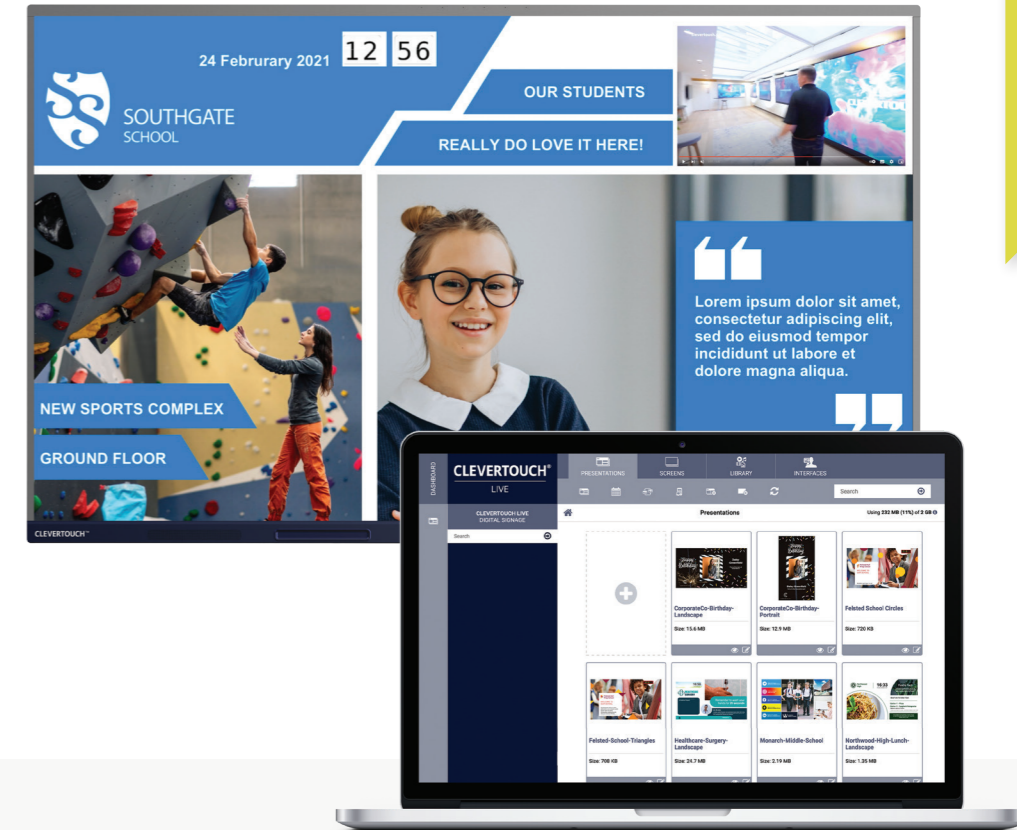 24 Februrary 2021
12 56
SOUTHGATE
SCHOOL
OUR STUDENTS
REALLY DO LOVE IT HERE!
NEW SPORTS COMPLEX
GROUND FLOOR
Lorem ipsum dolor sit amet,
consectetur adipiscing elit,
sed do eiusmod tempor
incididunt ut labore et
dolore magna aliqua.
CLEVERTOUCH™
DASHBOARD
CLEVERTOUCH®
LIVE
PRESENTATIONS
SCREENS
LIBRARY
INTERFACES
Search
CLEVERTOUCH LIVE
DIGITAL SIGNAGE
Search
Presentations
Using 232 MB (11%) of 2 GB
CorporateCo-Birthday-
Landscape
Size: 15.6 MB
CorporateCo-Birthday-
Portrait
Size: 12.9 MB
Felsted School Circles
Size: 720 KB
Felsted-School-Triangles
Size: 708 KB
Healthcare-Surgery-
Landscape
Size: 24.7 MB
Monarch-Middle-School
Size: 2.19 MB
Northwood-High-Lunch-
Landscape
Size: 1.35 MB